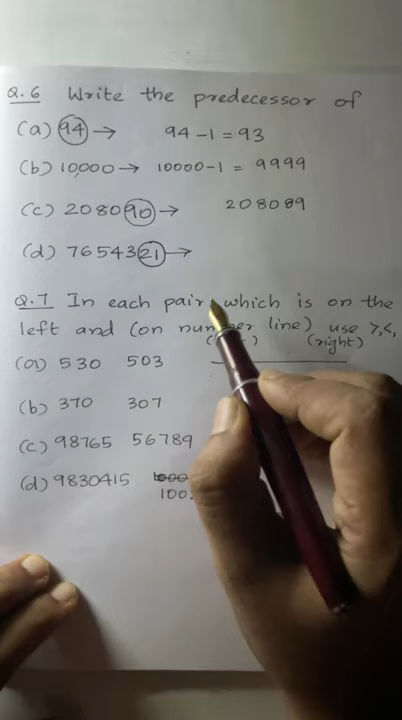 Q.6 Write the predecessor of
(a) 94 → 94 - 1 = 93
(b) 10,000 → 10000 - 1 = 9999
(c) 208090 → 208089
(d) 7654321 →
Q.7 In each pair which is on the
left and (on number line) use >, <,
(right)
(a) 530 503
(b) 370 307
(c) 98765 56789
(d) 9830415
100